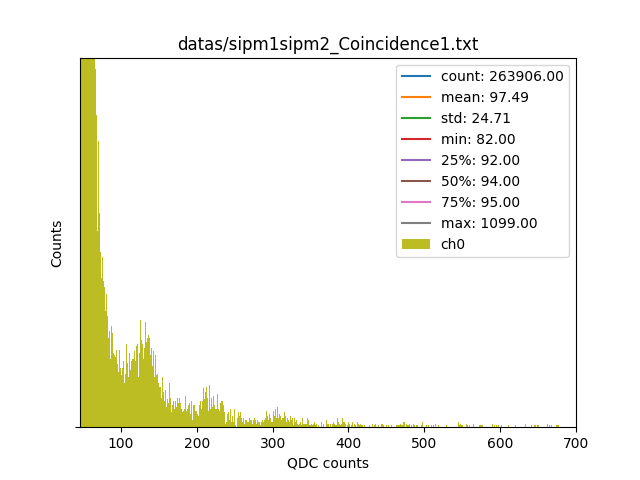 datas/sipm1sipm2_Coincidence1.txt
count: 263906.00
mean: 97.49
std: 24.71
min: 82.00
25%: 92.00
50%: 94.00
75%: 95.00
max: 1099.00
ch0
Counts
100 200 300 400 500 600 700
QDC counts